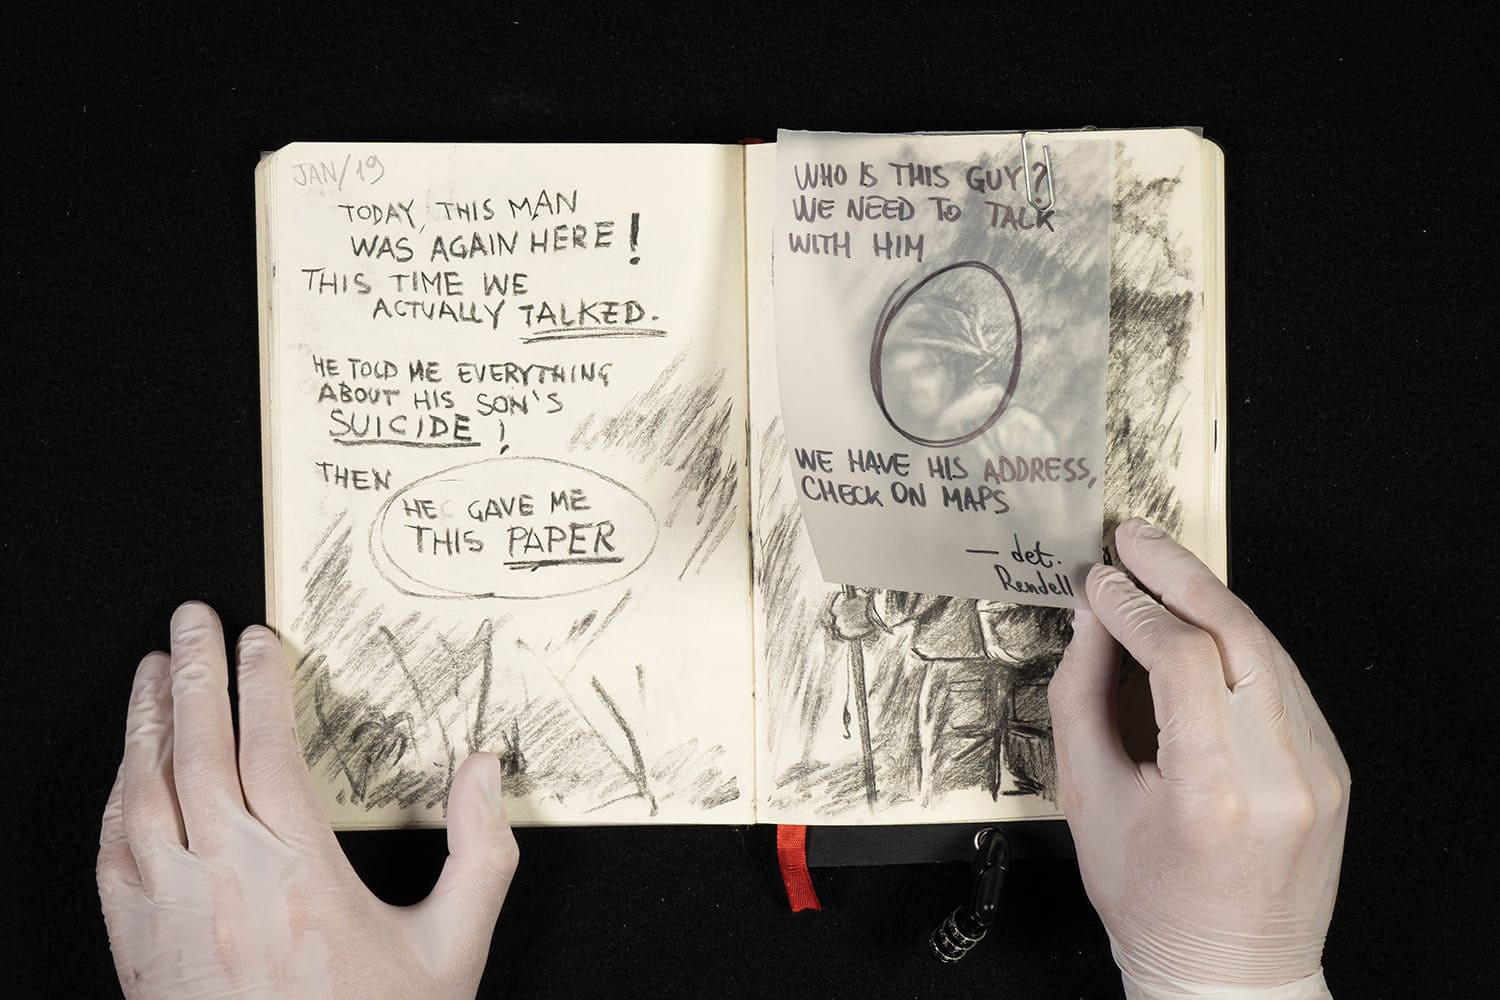 JAN/19
TODAY, THIS MAN
WAS AGAIN HERE!
THIS TIME WE
ACTUALLY TALKED.
HE TOLD ME EVERYTHING
ABOUT HIS SON'S
SUICIDE!
THEN
HE GAVE ME
THIS PAPER
WHO IS THIS GUY?
WE NEED TO TALK
WITH HIM
WE HAVE HIS ADDRESS,
CHECK ON MAPS
— det.
Rendell